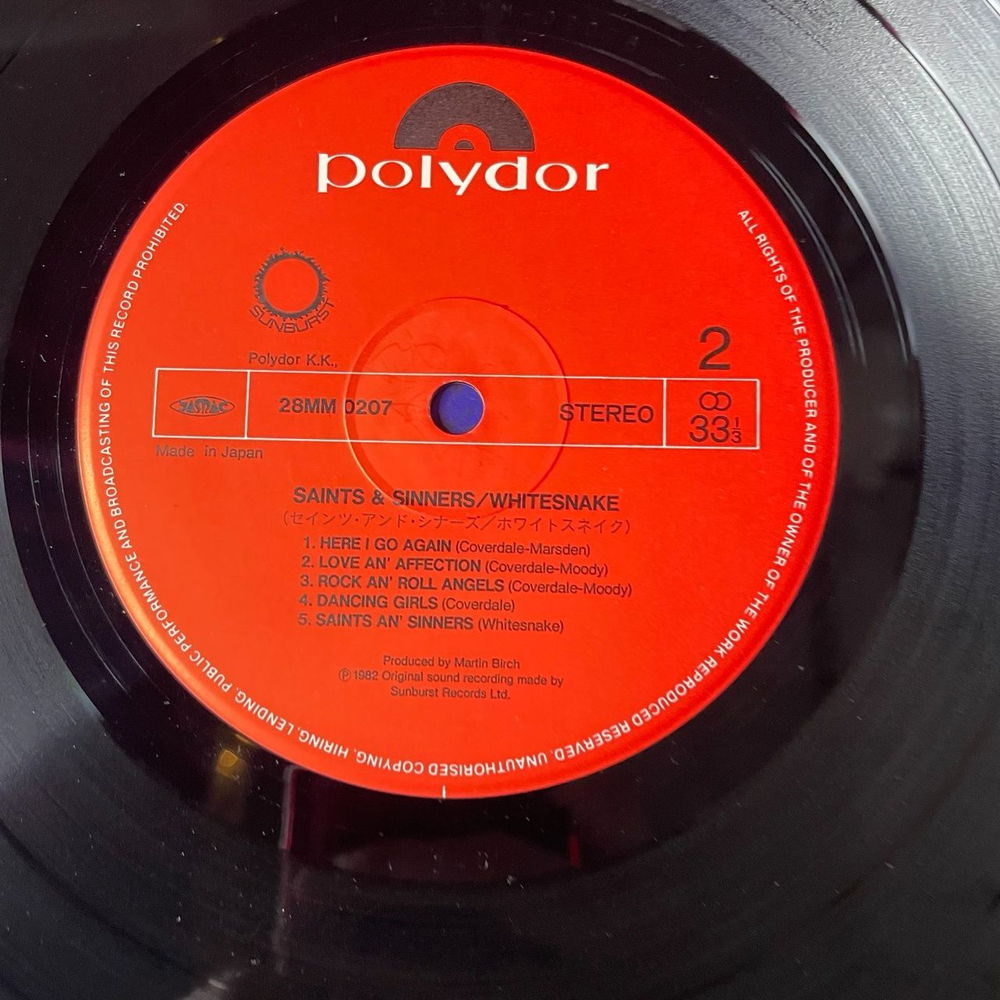 polydor
SUNBURST
Polydor K.K.,
2
JASRAC
28MM 0207
STEREO
33 1/3
Made in Japan
SAINTS & SINNERS/WHITESNAKE
(セインツ・アンド・シナーズ/ホワイトスネイク)
1. HERE I GO AGAIN (Coverdale-Marsden)
2. LOVE AN' AFFECTION (Coverdale-Moody)
3. ROCK AN' ROLL ANGELS (Coverdale-Moody)
4. DANCING GIRLS (Coverdale)
5. SAINTS AN' SINNERS (Whitesnake)
Produced by Martin Birch
Ⓟ1982 Original sound recording made by
Sunburst Records Ltd.
ALL RIGHTS OF THE PRODUCER AND OF THE OWNER OF THE WORK REPRODUCED RESERVED. UNAUTHORISED COPYING, HIRING, LENDING, PUBLIC PERFORMANCE AND BROADCASTING OF THIS RECORD PROHIBITED.